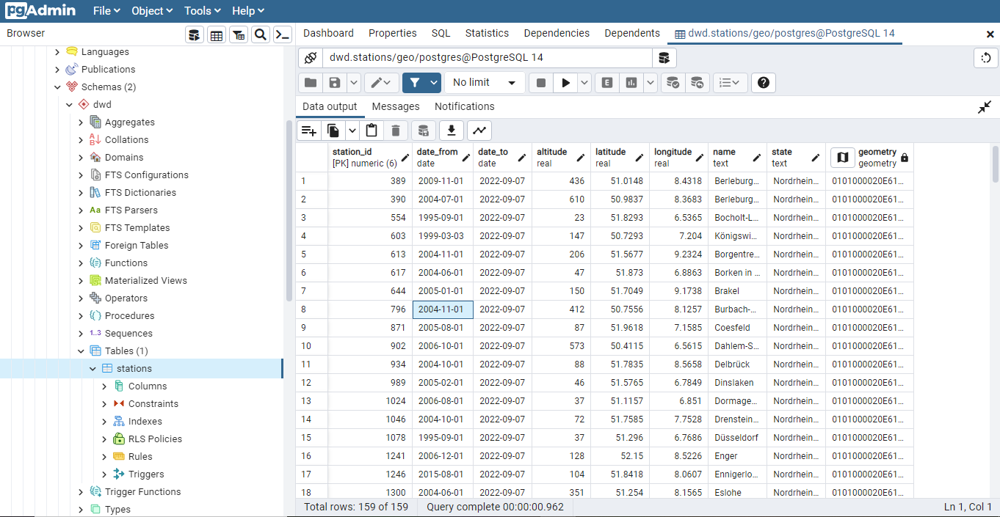 pgAdmin File Object Tools Help
Browser
Dashboard Properties SQL Statistics Dependencies Dependents dwd.stations/geo/postgres@PostgreSQL 14
Languages
Publications
Schemas (2)
dwd
Aggregates
A↓ B
Collations
Domains
FTS Configurations
FTS Dictionaries
Aa FTS Parsers
FTS Templates
Foreign Tables
Functions
Materialized Views
Operators
Procedures
1..3 Sequences
Tables (1)
stations
Columns
Constraints
Indexes
RLS Policies
Rules
Triggers
Trigger Functions
Types
dwd.stations/geo/postgres@PostgreSQL 14
No limit E
Data output Messages Notifications
station_id date_from date_to altitude latitude longitude name state geometry
[PK] numeric (6) date date real real real text text geometry
1 389 2009-11-01 2022-09-07 436 51.0148 8.4318 Berleburg... Nordrhein... 0101000020E61...
2 390 2004-07-01 2022-09-07 610 50.9837 8.3683 Berleburg... Nordrhein... 0101000020E61...
3 554 1995-09-01 2022-09-07 23 51.8293 6.5365 Bocholt-L... Nordrhein... 0101000020E61...
4 603 1999-03-03 2022-09-07 147 50.7293 7.204 Königswi... Nordrhein... 0101000020E61...
5 613 2004-11-01 2022-09-07 206 51.5677 9.2324 Borgentre... Nordrhein... 0101000020E61...
6 617 2004-06-01 2022-09-07 47 51.873 6.8863 Borken in ... Nordrhein... 0101000020E61...
7 644 2005-01-01 2022-09-07 150 51.7049 9.1738 Brakel Nordrhein... 0101000020E61...
8 796 2004-11-01 2022-09-07 412 50.7556 8.1257 Burbach-... Nordrhein... 0101000020E61...
9 871 2005-08-01 2022-09-07 87 51.9618 7.1585 Coesfeld Nordrhein... 0101000020E61...
10 902 2006-10-01 2022-09-07 573 50.4115 6.5615 Dahlem-S... Nordrhein... 0101000020E61...
11 934 2004-10-01 2022-09-07 88 51.7835 8.5658 Delbrück Nordrhein... 0101000020E61...
12 989 2005-02-01 2022-09-07 46 51.5765 6.7849 Dinslaken Nordrhein... 0101000020E61...
13 1024 2006-08-01 2022-09-07 37 51.1157 6.851 Dormage... Nordrhein... 0101000020E61...
14 1046 2004-10-01 2022-09-07 72 51.7585 7.7528 Drenstein... Nordrhein... 0101000020E61...
15 1078 1995-09-01 2022-09-07 37 51.296 6.7686 Düsseldorf Nordrhein... 0101000020E61...
16 1241 2006-12-01 2022-09-07 128 52.15 8.5226 Enger Nordrhein... 0101000020E61...
17 1246 2015-08-01 2022-09-07 104 51.8418 8.0607 Ennigerlo... Nordrhein... 0101000020E61...
18 1300 2004-06-01 2022-09-07 351 51.254 8.1565 Eslohe Nordrhein... 0101000020E61...
Total rows: 159 of 159 Query complete 00:00:00.962 Ln 1, Col 1